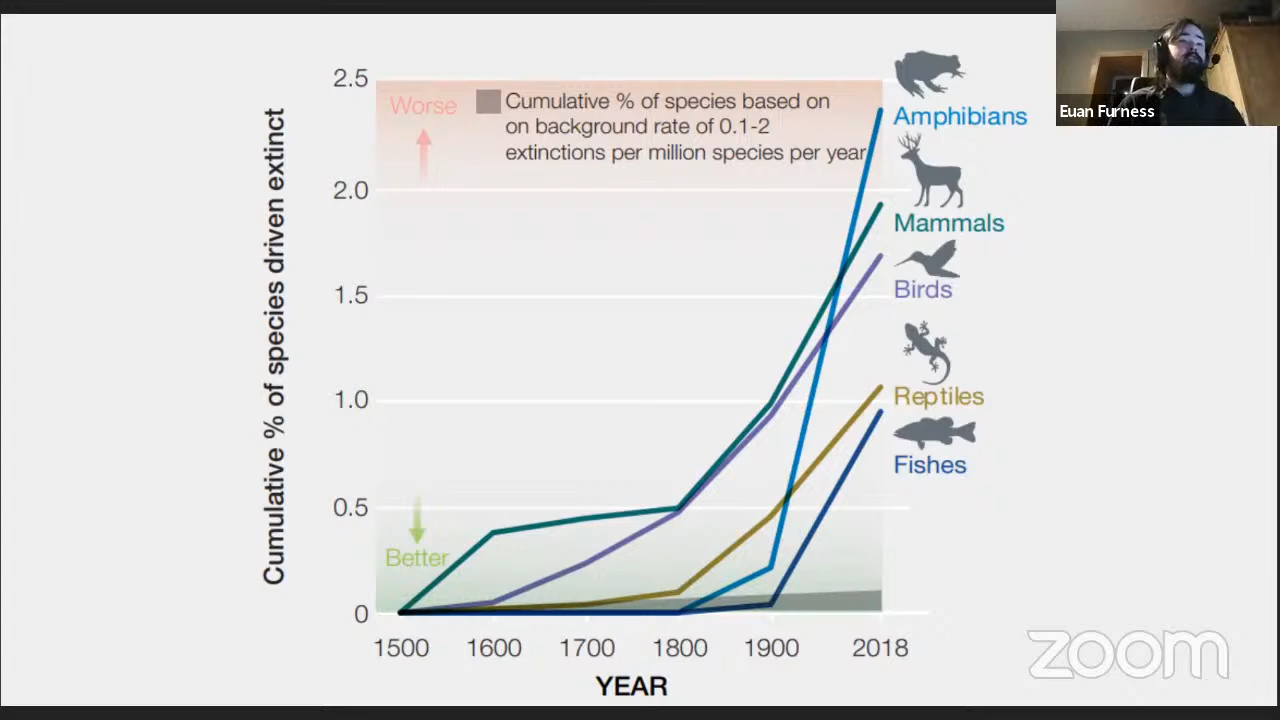 Cumulative % of species driven extinct
2.5
2.0
1.5
1.0
0.5
0
Worse
Better
Cumulative % of species based on
on background rate of 0.1-2
extinctions per million species per year
Amphibians
Mammals
Birds
Reptiles
Fishes
1500 1600 1700 1800 1900 2018
YEAR
Euan Furness
zoom